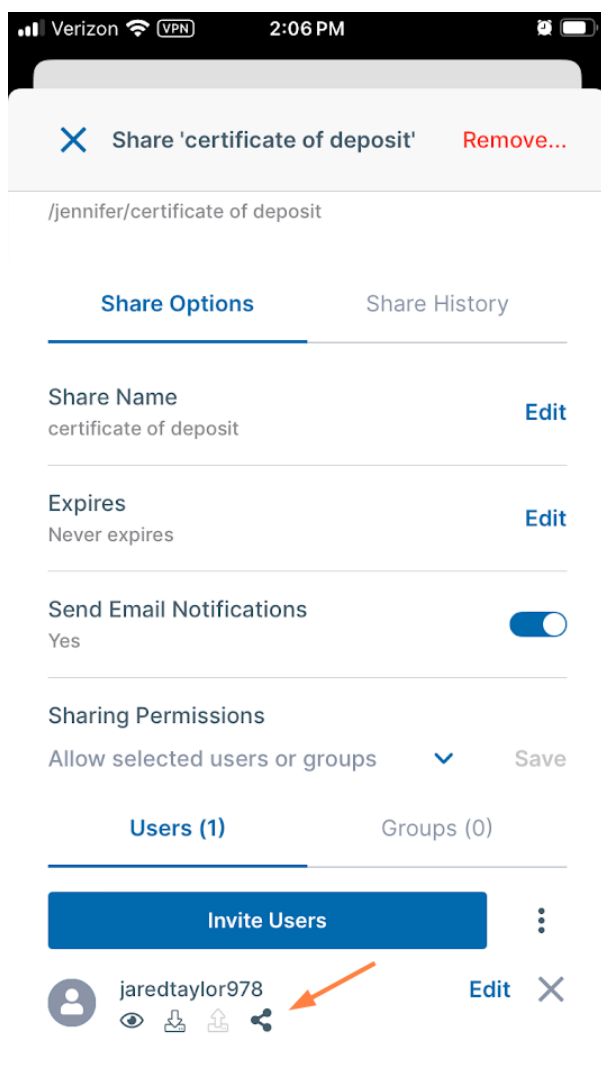 Verizon VPN 2:06 PM
Share 'certificate of deposit' Remove...
/jennifer/certificate of deposit
Share Options Share History
Share Name
certificate of deposit
Edit
Expires
Never expires
Edit
Send Email Notifications
Yes
Sharing Permissions
Allow selected users or groups Save
Users (1) Groups (0)
Invite Users
jaredtaylor978 Edit